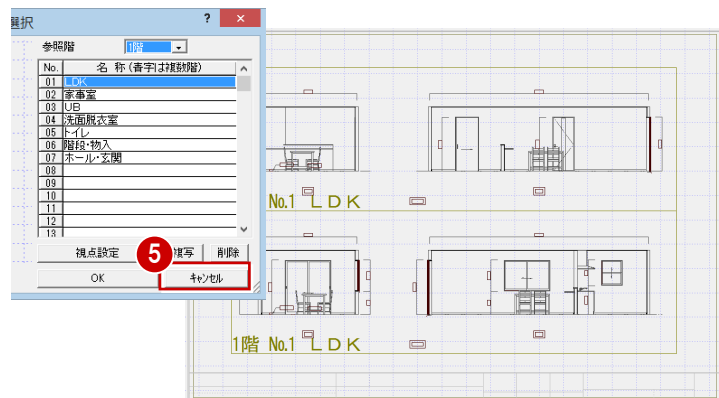 選択 ? ×
参照階 1階
No. 名 称(青字は複数階)
01 LDK
02 家事室
03 UB
04 洗面脱衣室
05 トイレ
06 階段・物入
07 ホール・玄関
08
09
10
11
12
13
視点設定 複写 削除
5
OK キャンセル
No.1 LDK
1階 No.1 LDK